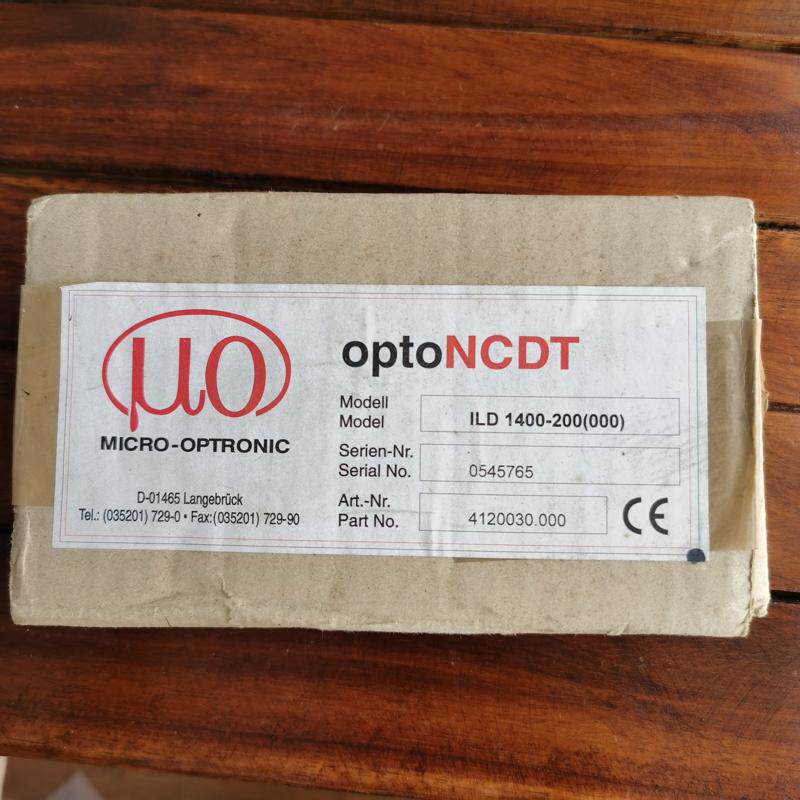 µo
MICRO-OPTRONIC
D-01465 Langebrück
Tel.: (035201) 729-0 • Fax:(035201) 729-90
optoNCDT
Modell
Model
ILD 1400-200(000)
Serien-Nr.
Serial No.
0545765
Art.-Nr.
Part No.
4120030.000
CE